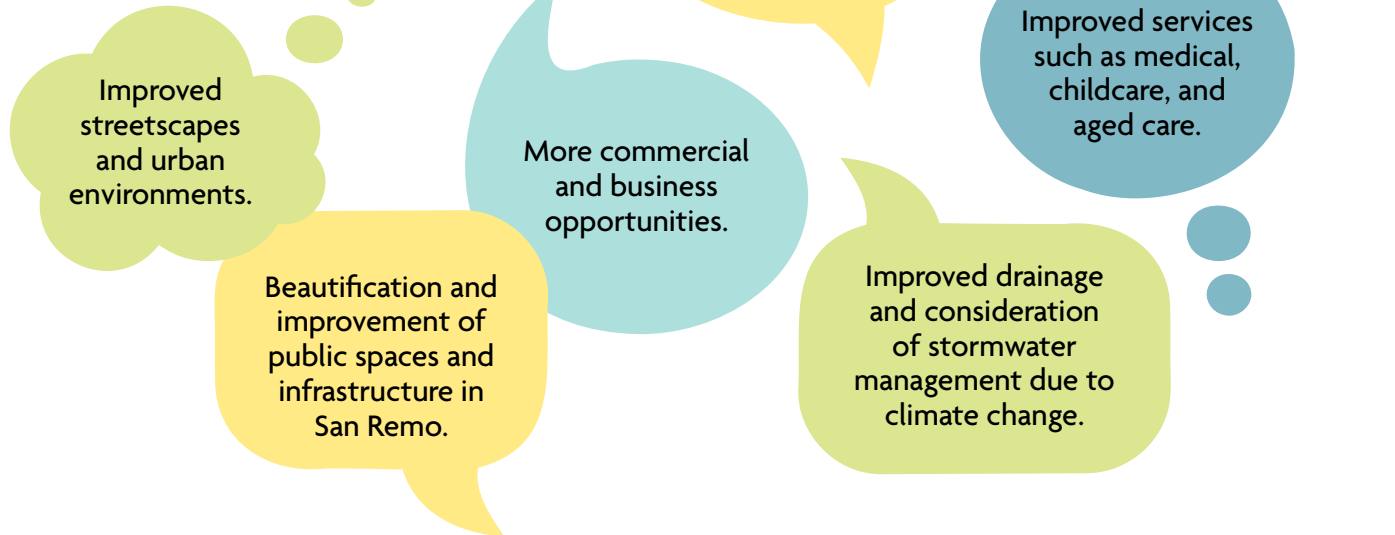 Improved
streetscapes
and urban
environments.
More commercial
and business
opportunities.
Improved services
such as medical,
childcare, and
aged care.
Beautification and
improvement of
public spaces and
infrastructure in
San Remo.
Improved drainage
and consideration
of stormwater
management due to
climate change.